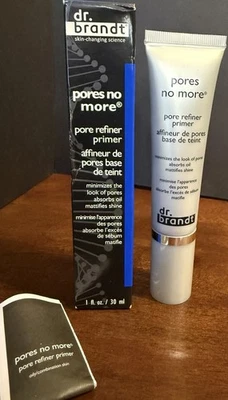 dr.
brandt
skin-changing science
pores no
more®
pore refiner
primer
affineur de
pores base
de teint
minimizes the
look of pores
absorbs oil
mattifies shine
minimise l'apparence
des pores
absorbe l'excès
de sébum
matifie
1 fl. oz. / 30 ml
pores
no more®
pore refiner
primer
affineur de pores
base de teint
minimizes the look of pores
absorbs oil
mattifies shine
minimise l'apparence
des pores
absorbe l'excès de sébum
matifie
dr.
brandt
pores no more®
pore refiner primer
oily/combination skin